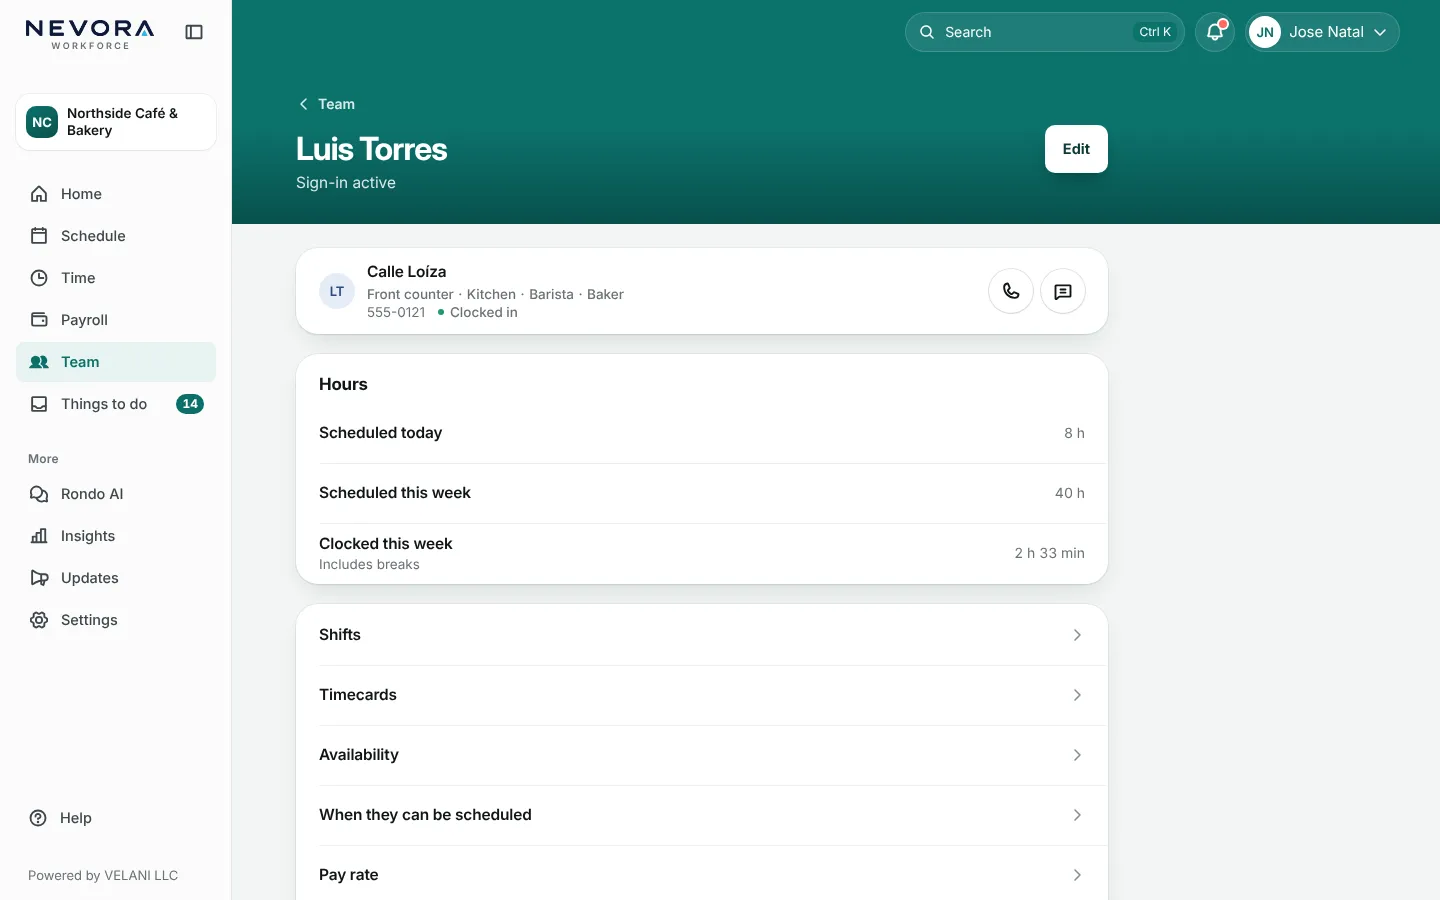 NEVORA
WORKFORCE
Northside Café &
Bakery
Home
Schedule
Time
Payroll
Team
Things to do 14
More
Rondo AI
Insights
Updates
Settings
Help
Powered by VELANI LLC
Search Ctrl K
JN Jose Natal
Team
Luis Torres
Sign-in active
Edit
LT
Calle Loíza
Front counter · Kitchen · Barista · Baker
555-0121 Clocked in
Hours
Scheduled today 8 h
Scheduled this week 40 h
Clocked this week
Includes breaks
2 h 33 min
Shifts
Timecards
Availability
When they can be scheduled
Pay rate
NC